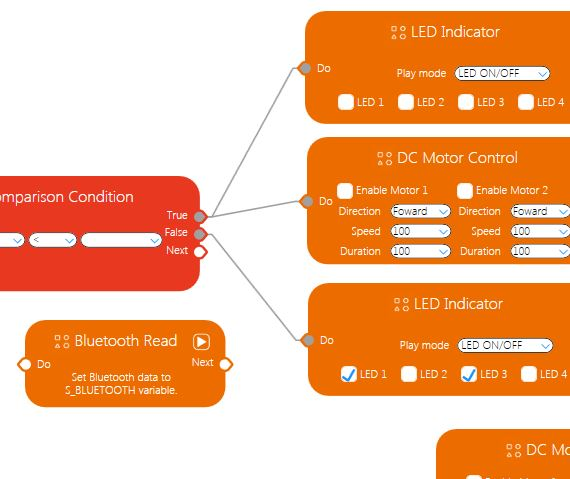 LED Indicator
Do
Play mode LED ON/OFF
LED 1 LED 2 LED 3 LED 4
DC Motor Control
Enable Motor 1 Enable Motor 2
Do
Direction Foward Direction Foward
Speed 100 Speed 100
Duration 100 Duration 100
omparison Condition
True
False
<
Next
LED Indicator
Do
Play mode LED ON/OFF
LED 1 LED 2 LED 3 LED 4
Bluetooth Read
Do Next
Set Bluetooth data to
S_BLUETOOTH variable.
DC Mo